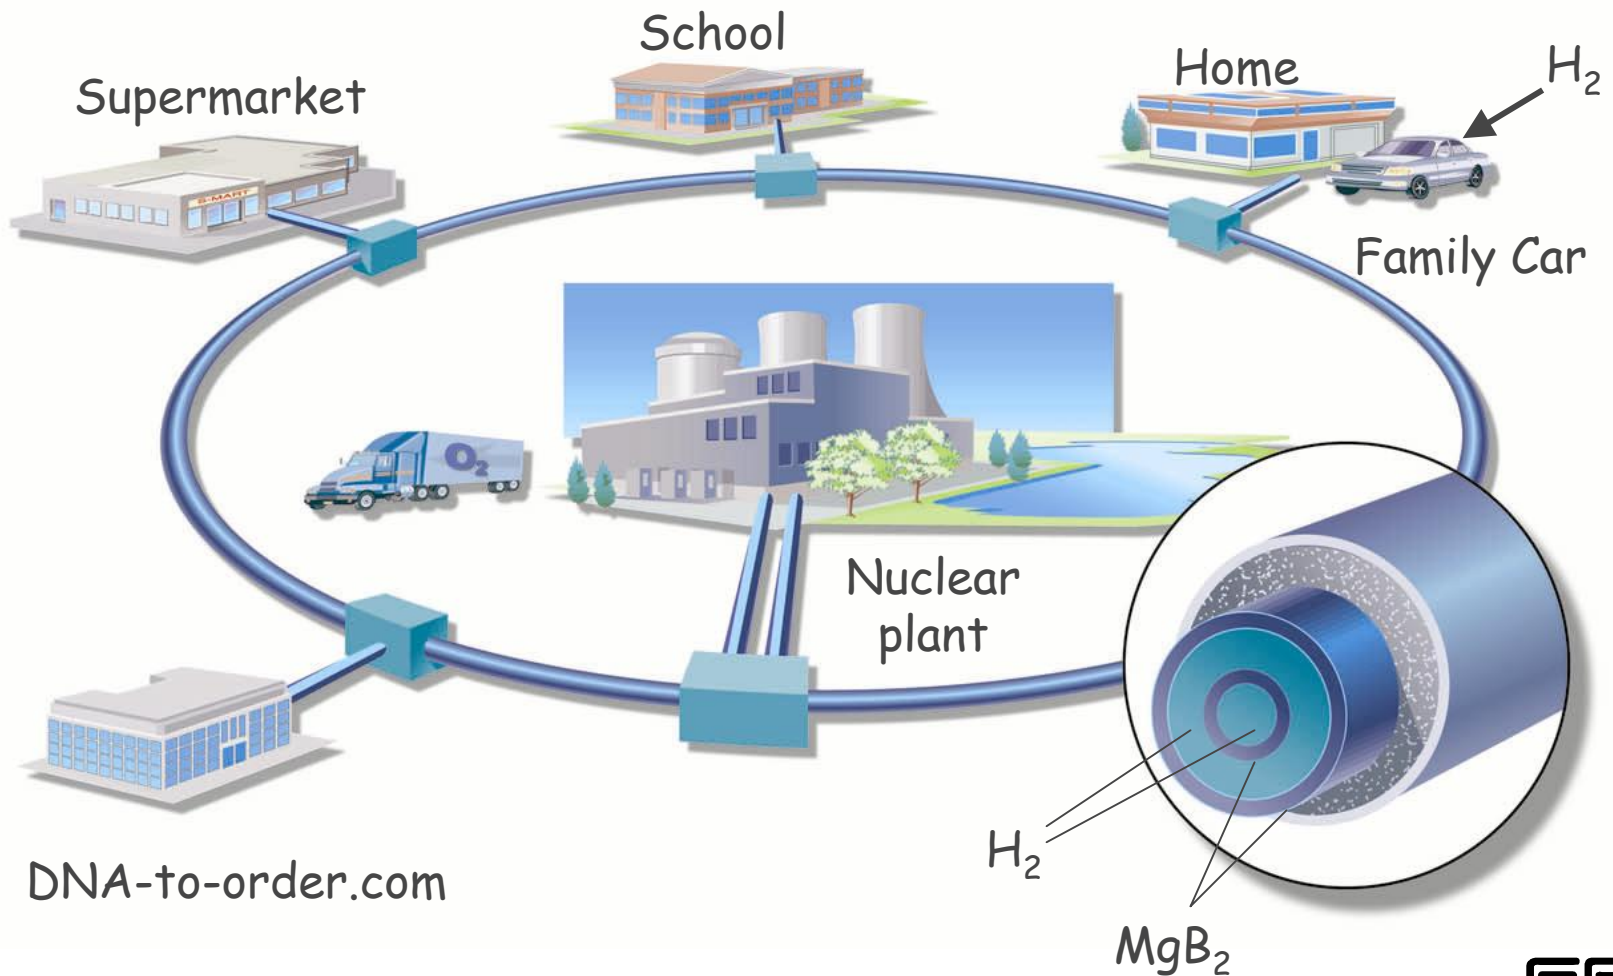 School
Home
H₂
Supermarket
S-MART
Family Car
O₂
Nuclear
plant
H₂
DNA-to-order.com
MgB₂